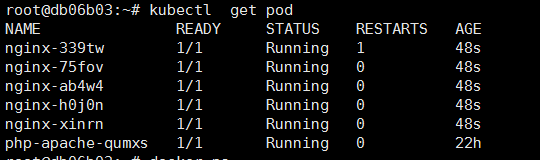 root@db06b03:~# kubectl  get pod
NAME               READY     STATUS    RESTARTS   AGE
nginx-339tw        1/1       Running   1          48s
nginx-75fov        1/1       Running   0          48s
nginx-ab4w4        1/1       Running   0          48s
nginx-h0j0n        1/1       Running   0          48s
nginx-xinrn        1/1       Running   0          48s
php-apache-qumxs   1/1       Running   0          22h